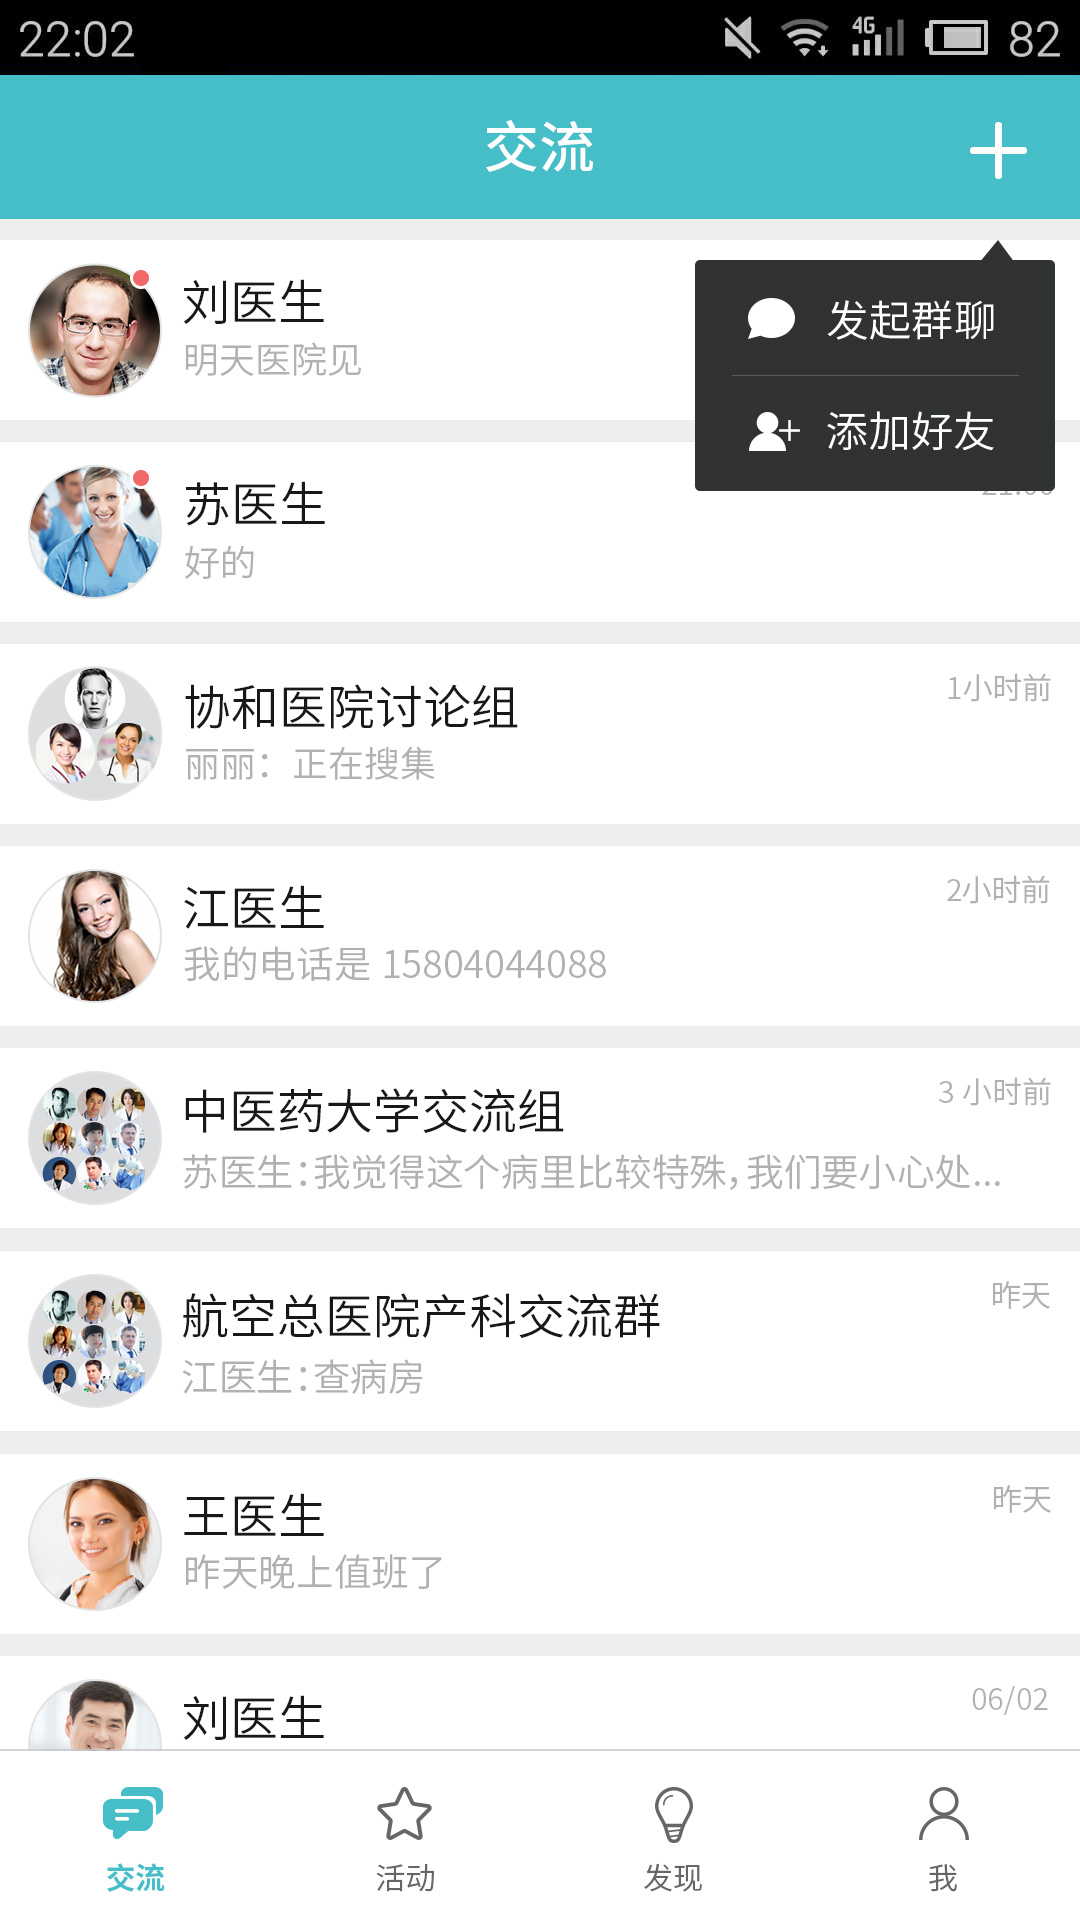 22:02
4G
82
交流
刘医生
明天医院见
发起群聊
添加好友
苏医生
好的
协和医院讨论组
1小时前
丽丽：正在搜集
江医生
2小时前
我的电话是 15804044088
中医药大学交流组
3 小时前
苏医生:我觉得这个病里比较特殊,我们要小心处...
航空总医院产科交流群
昨天
江医生:查病房
王医生
昨天
昨天晚上值班了
刘医生
06/02
交流
活动
发现
我